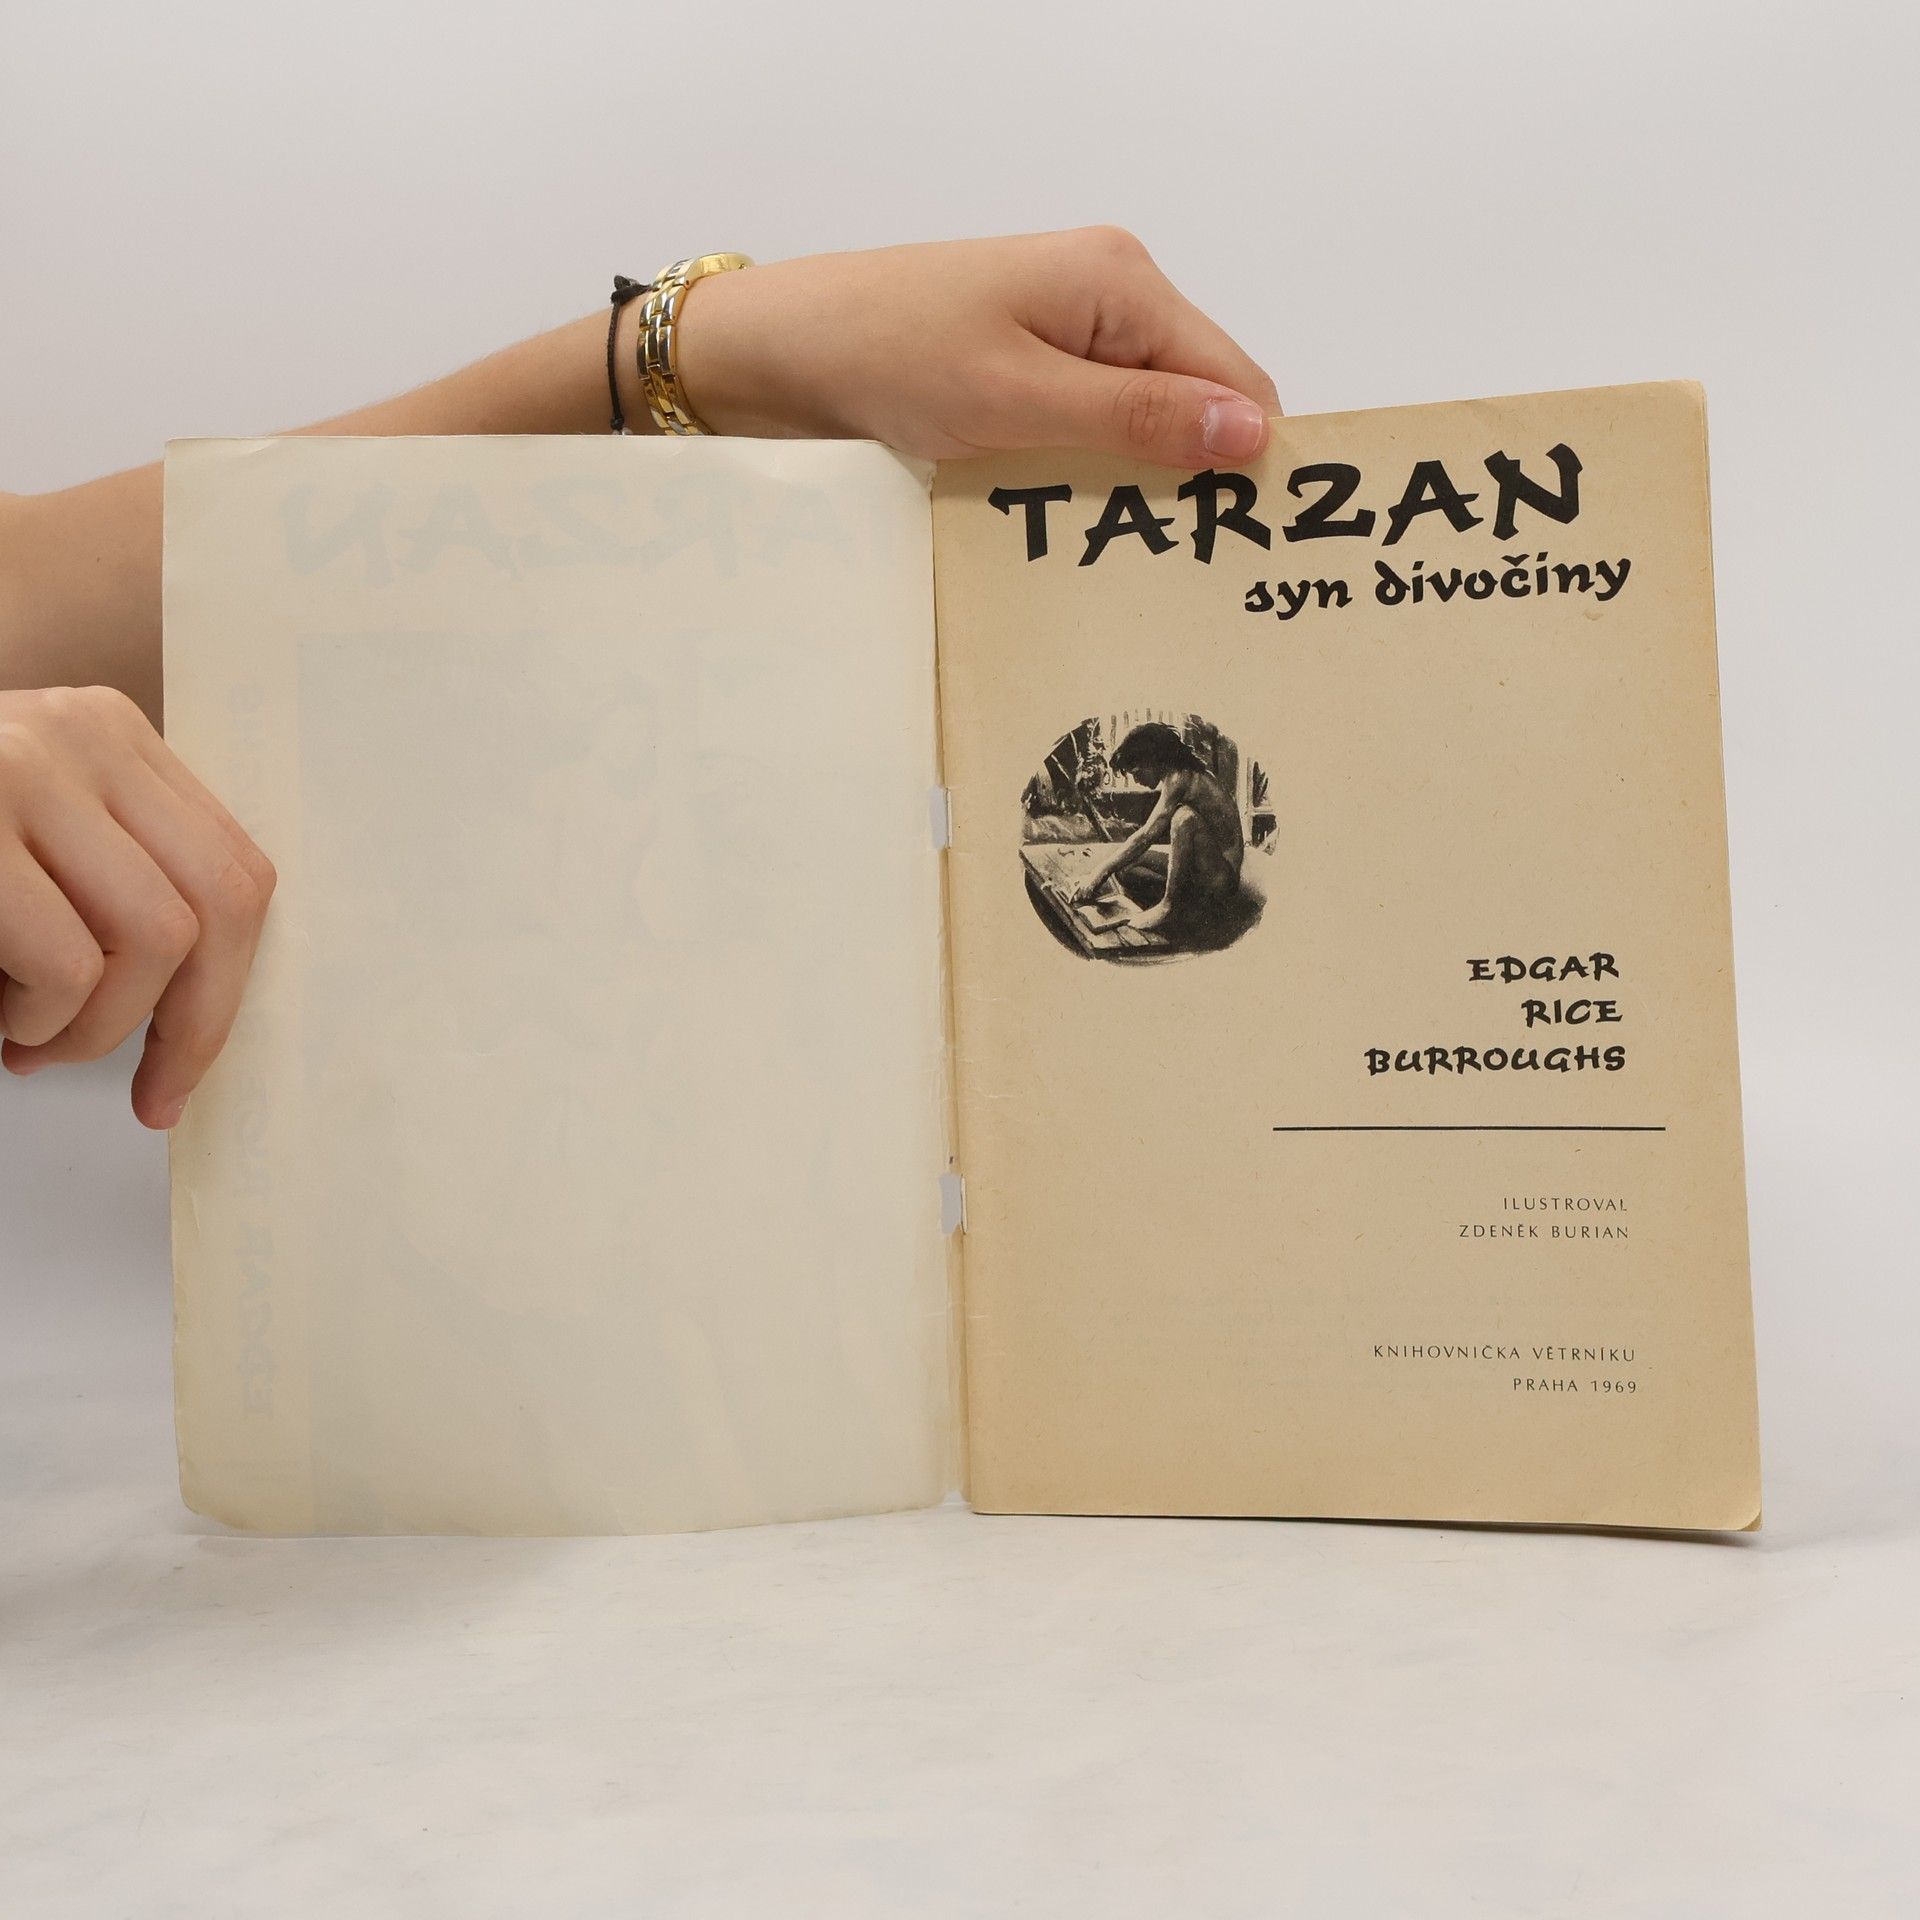 TARZAN
syn divočiny
EDGAR
RICE
BURROUGHS
ILUSTROVAL
ZDENĚK BURIAN
KNIHOVNIČKA VĚTRNÍKU
PRAHA 1969